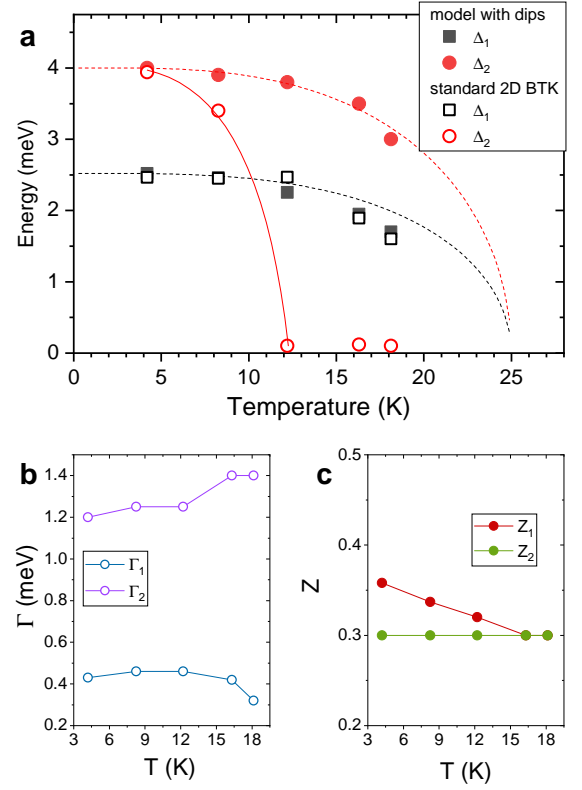 a
model with dips
Δ1
Δ2
standard 2D BTK
Δ1
Δ2
Energy (meV)
5
4
3
2
1
0
0 5 10 15 20 25
Temperature (K)
b
Γ (meV)
1.4
1.2
1.0
0.8
0.6
0.4
0.2
Γ1
Γ2
3 6 9 12 15 18
T (K)
c
Z
0.5
0.4
0.3
0.2
Z1
Z2
3 6 9 12 15 18
T (K)